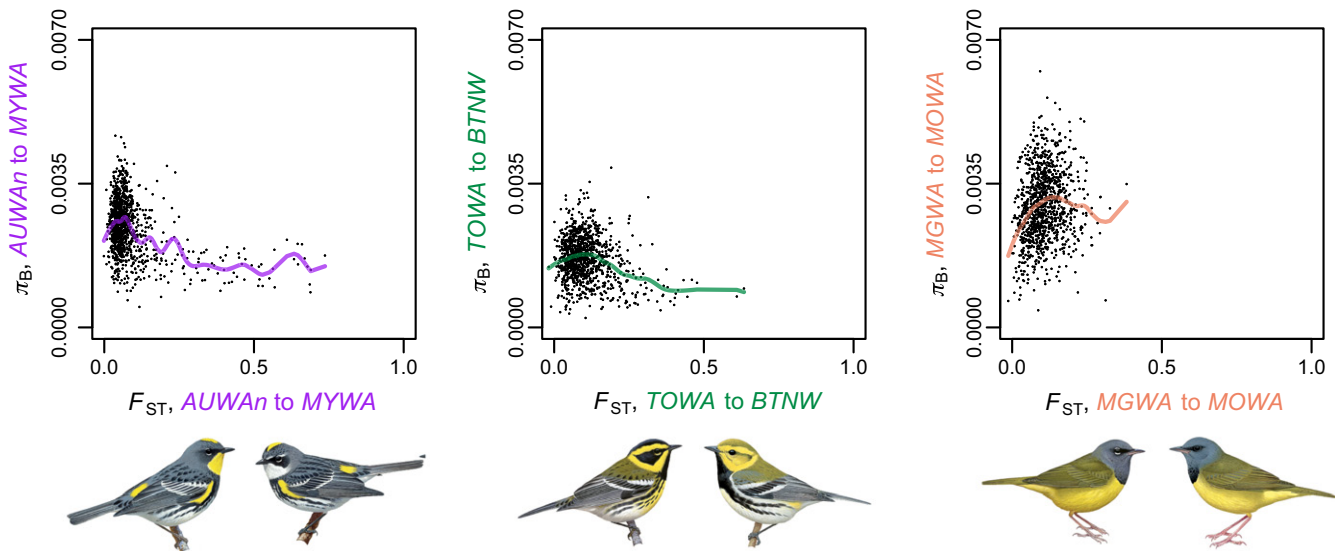 0.0070
0.0035
0.0000
πB, AUWAn to MYWA
0.0 0.5 1.0
FST, AUWAn to MYWA
0.0070
0.0035
0.0000
πB, TOWA to BTNW
0.0 0.5 1.0
FST, TOWA to BTNW
0.0070
0.0035
0.0000
πB, MGWA to MOWA
0.0 0.5 1.0
FST, MGWA to MOWA